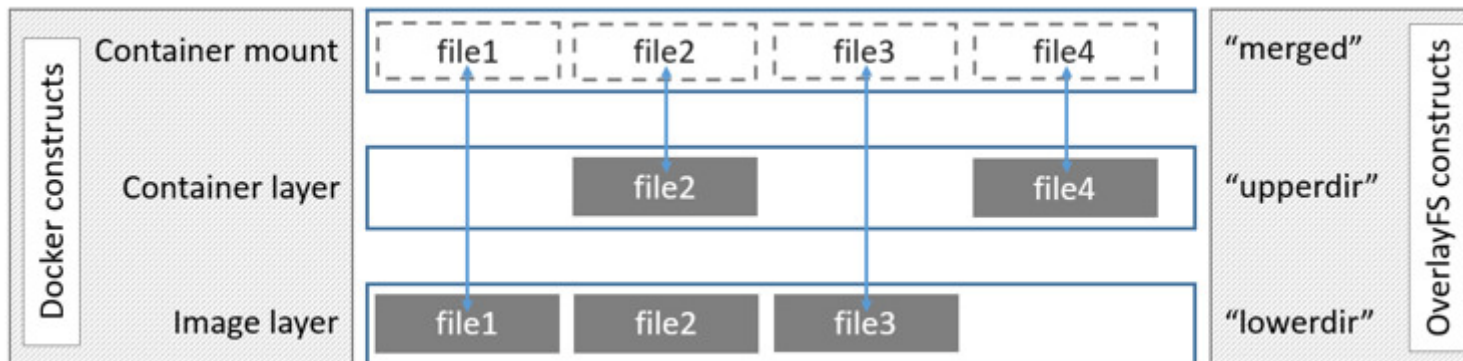 Docker constructs
Container mount
file1 file2 file3 file4
“merged”
Container layer
file2 file4
“upperdir”
Image layer
file1 file2 file3
“lowerdir”
OverlayFS constructs